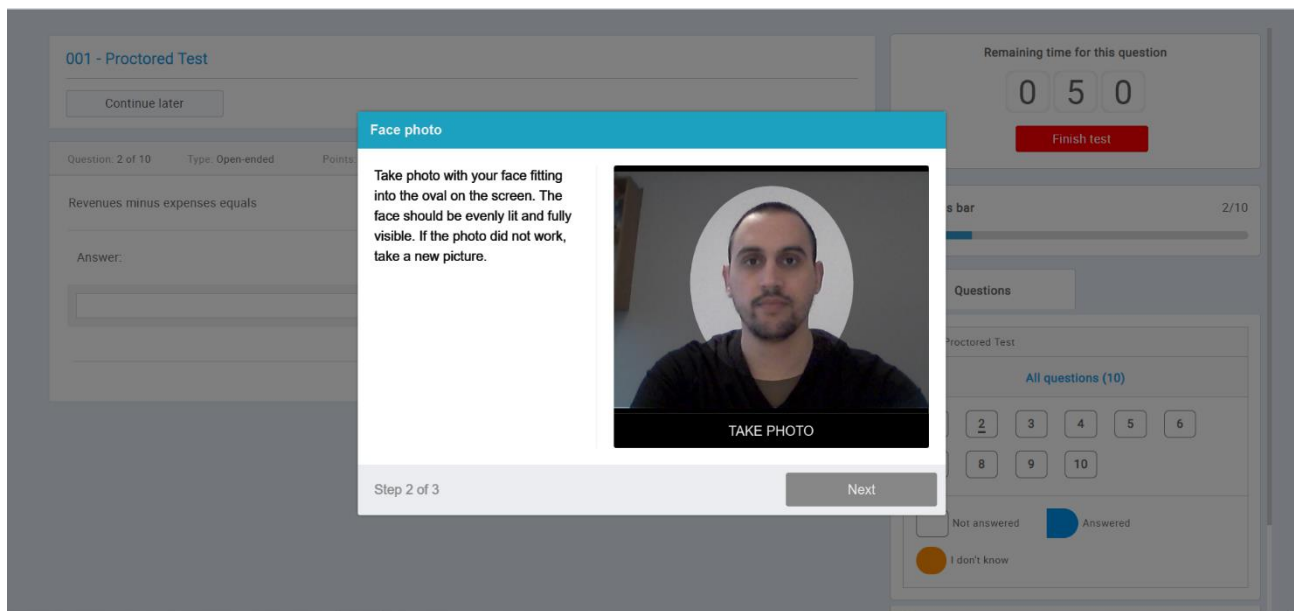 001 - Proctored Test
Continue later
Question: 2 of 10 Type: Open-ended Points
Revenues minus expenses equals
Answer:
Face photo
Take photo with your face fitting
into the oval on the screen. The
face should be evenly lit and fully
visible. If the photo did not work,
take a new picture.
TAKE PHOTO
Step 2 of 3
Next
Remaining time for this question
0 5 0
Finish test
s bar 2/10
Questions
Proctored Test
All questions (10)
2 3 4 5 6
8 9 10
Not answered Answered
I don't know